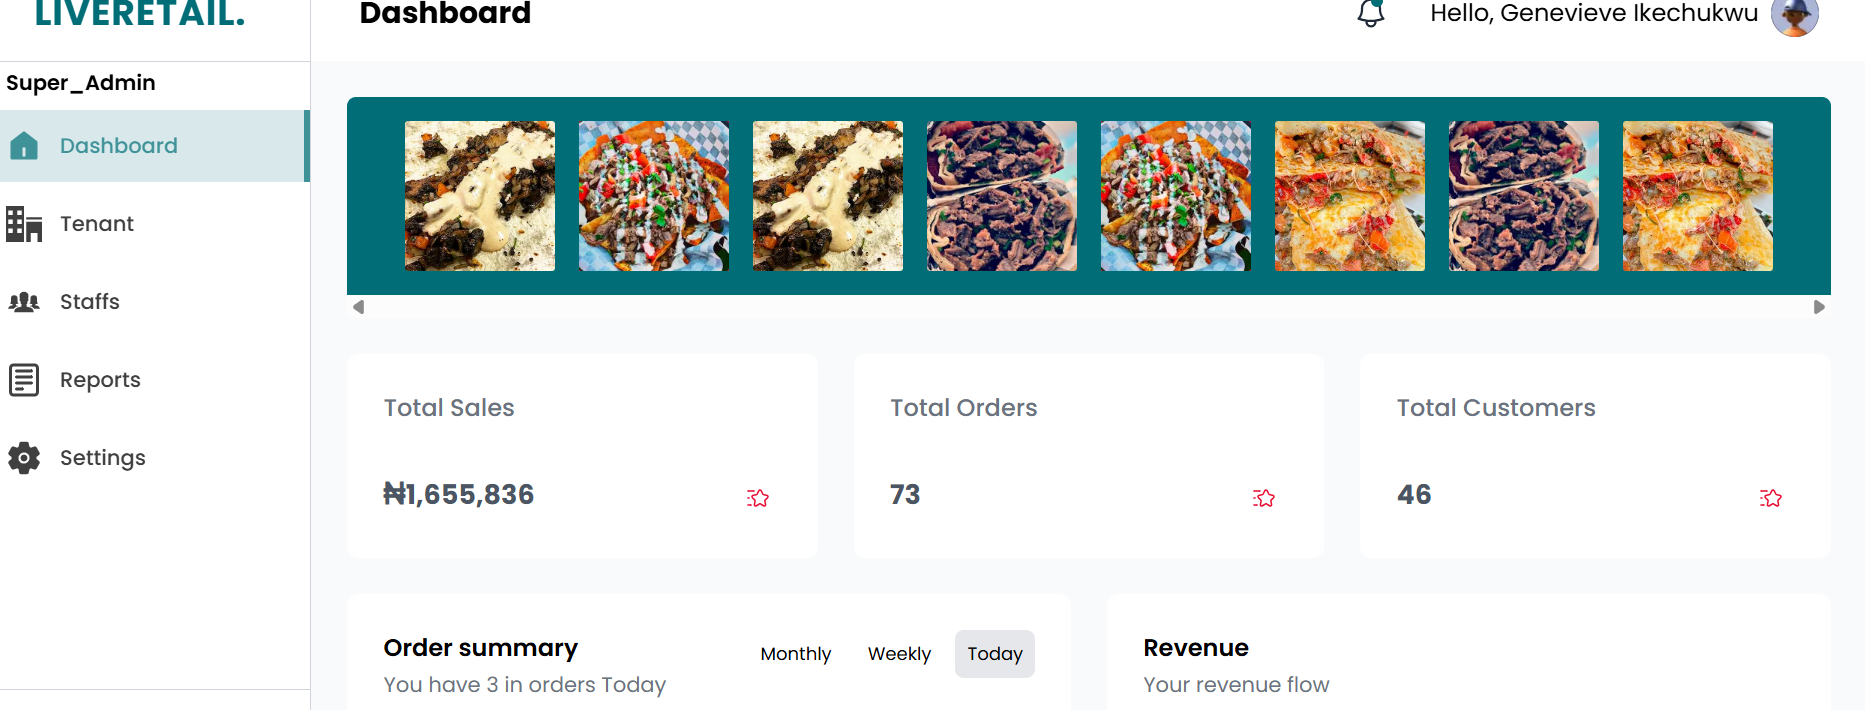 LIVERETAIL.
Dashboard
Hello, Genevieve Ikechukwu
Super_Admin
Dashboard
Tenant
Staffs
Reports
Settings
Total Sales
₦1,655,836
Total Orders
73
Total Customers
46
Order summary
Monthly
Weekly
Today
You have 3 in orders Today
Revenue
Your revenue flow